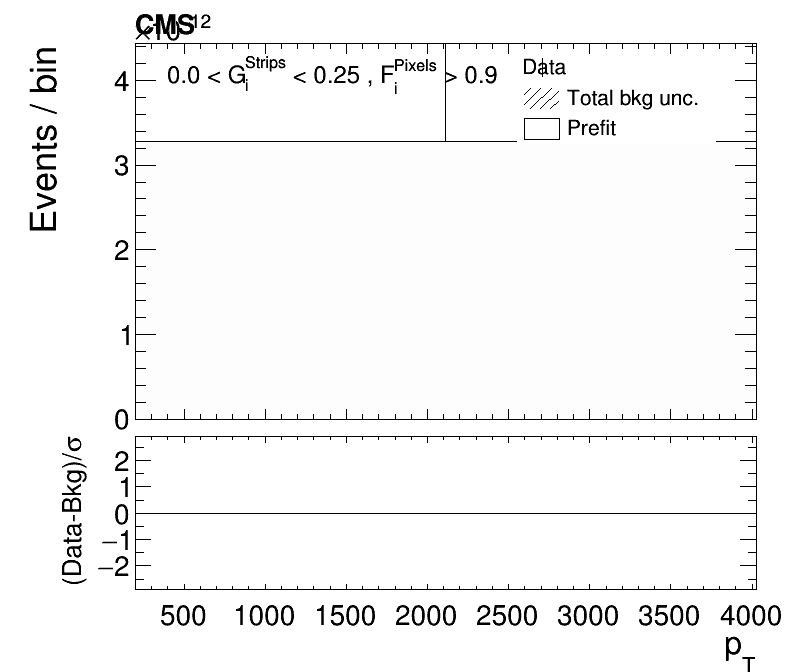 CMS
×10^12
Events / bin
0.0 < G_i^Strips < 0.25 , F_i^Pixels > 0.9
Data
Total bkg unc.
Prefit
4
3
2
1
0
(Data-Bkg)/σ
2
1
0
−1
−2
500 1000 1500 2000 2500 3000 3500 4000
p_T